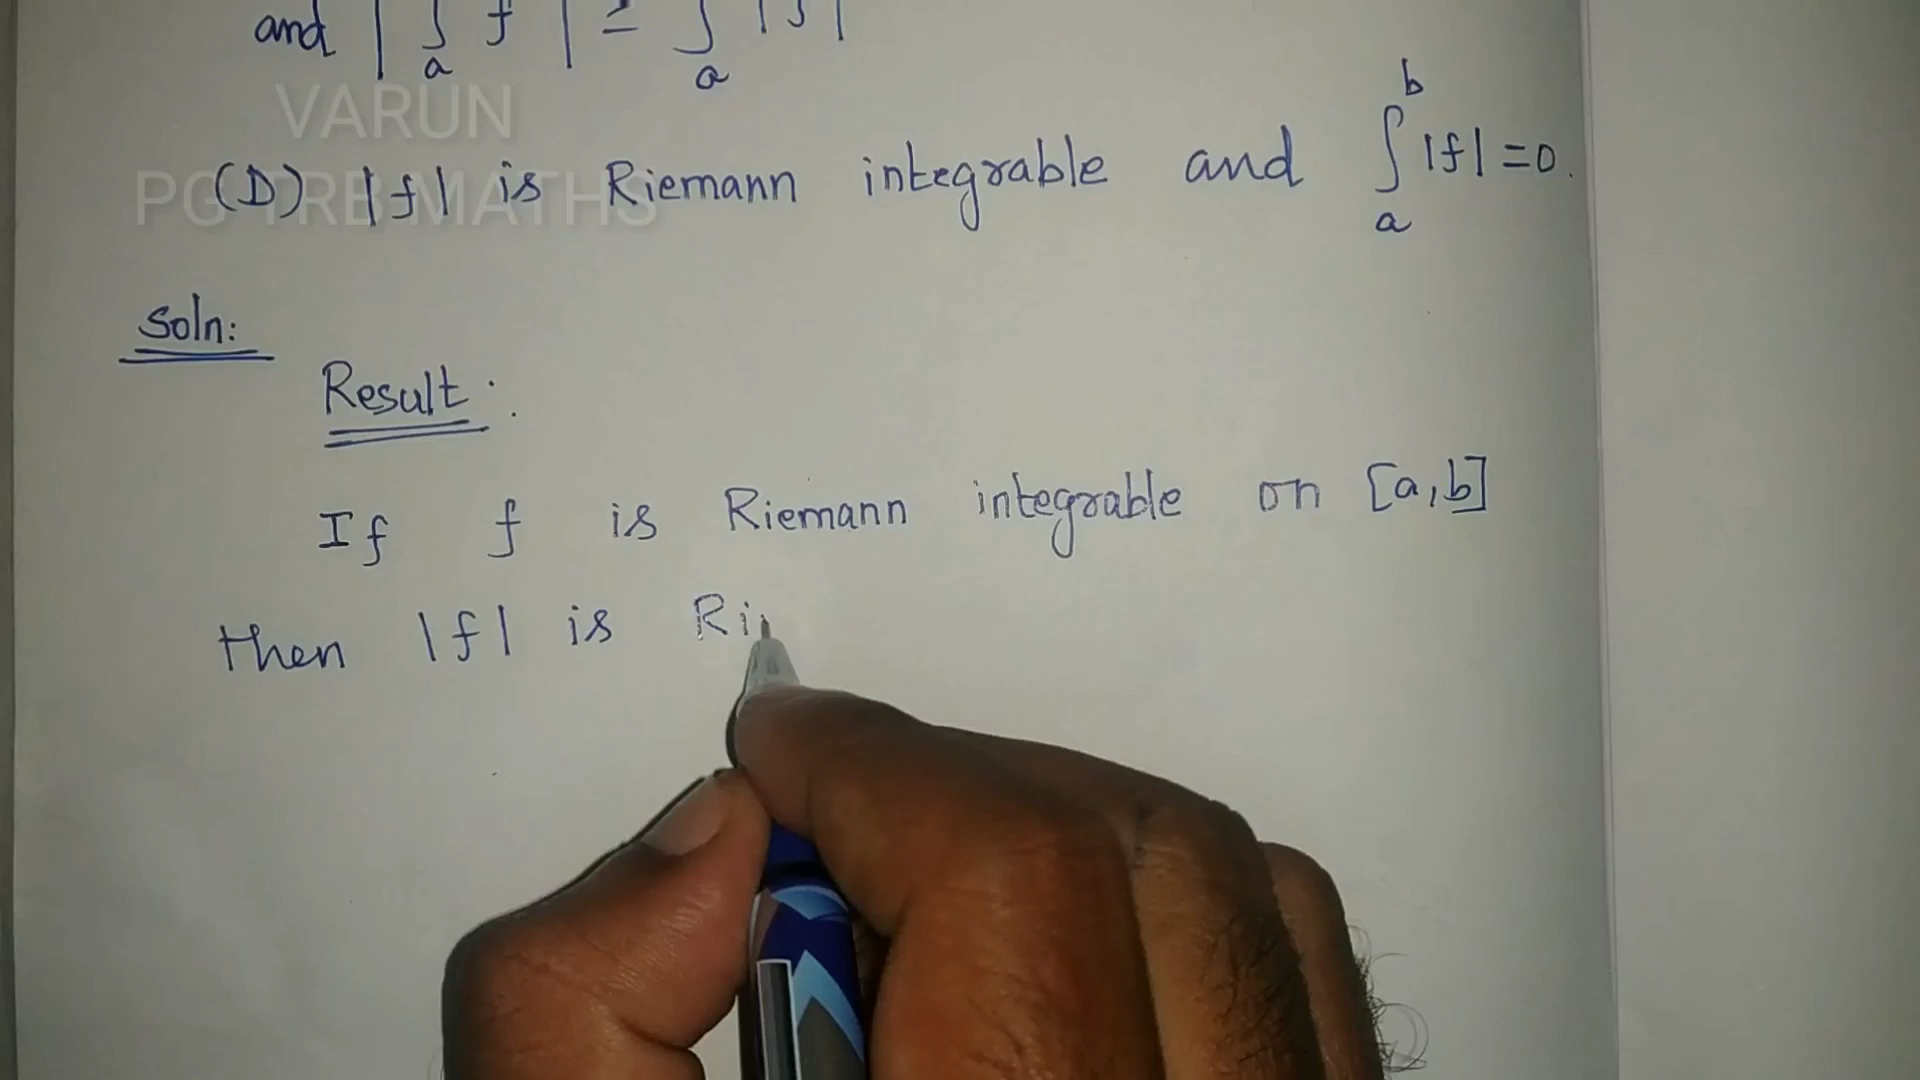 and | ∫ f | = ∫ |f|
a a
VARUN
PG TRB MATHS
b
(D) |f| is Riemann integrable and ∫ |f| = 0.
a
Soln:
Result:
If f is Riemann integrable on [a,b]
then |f| is Ri